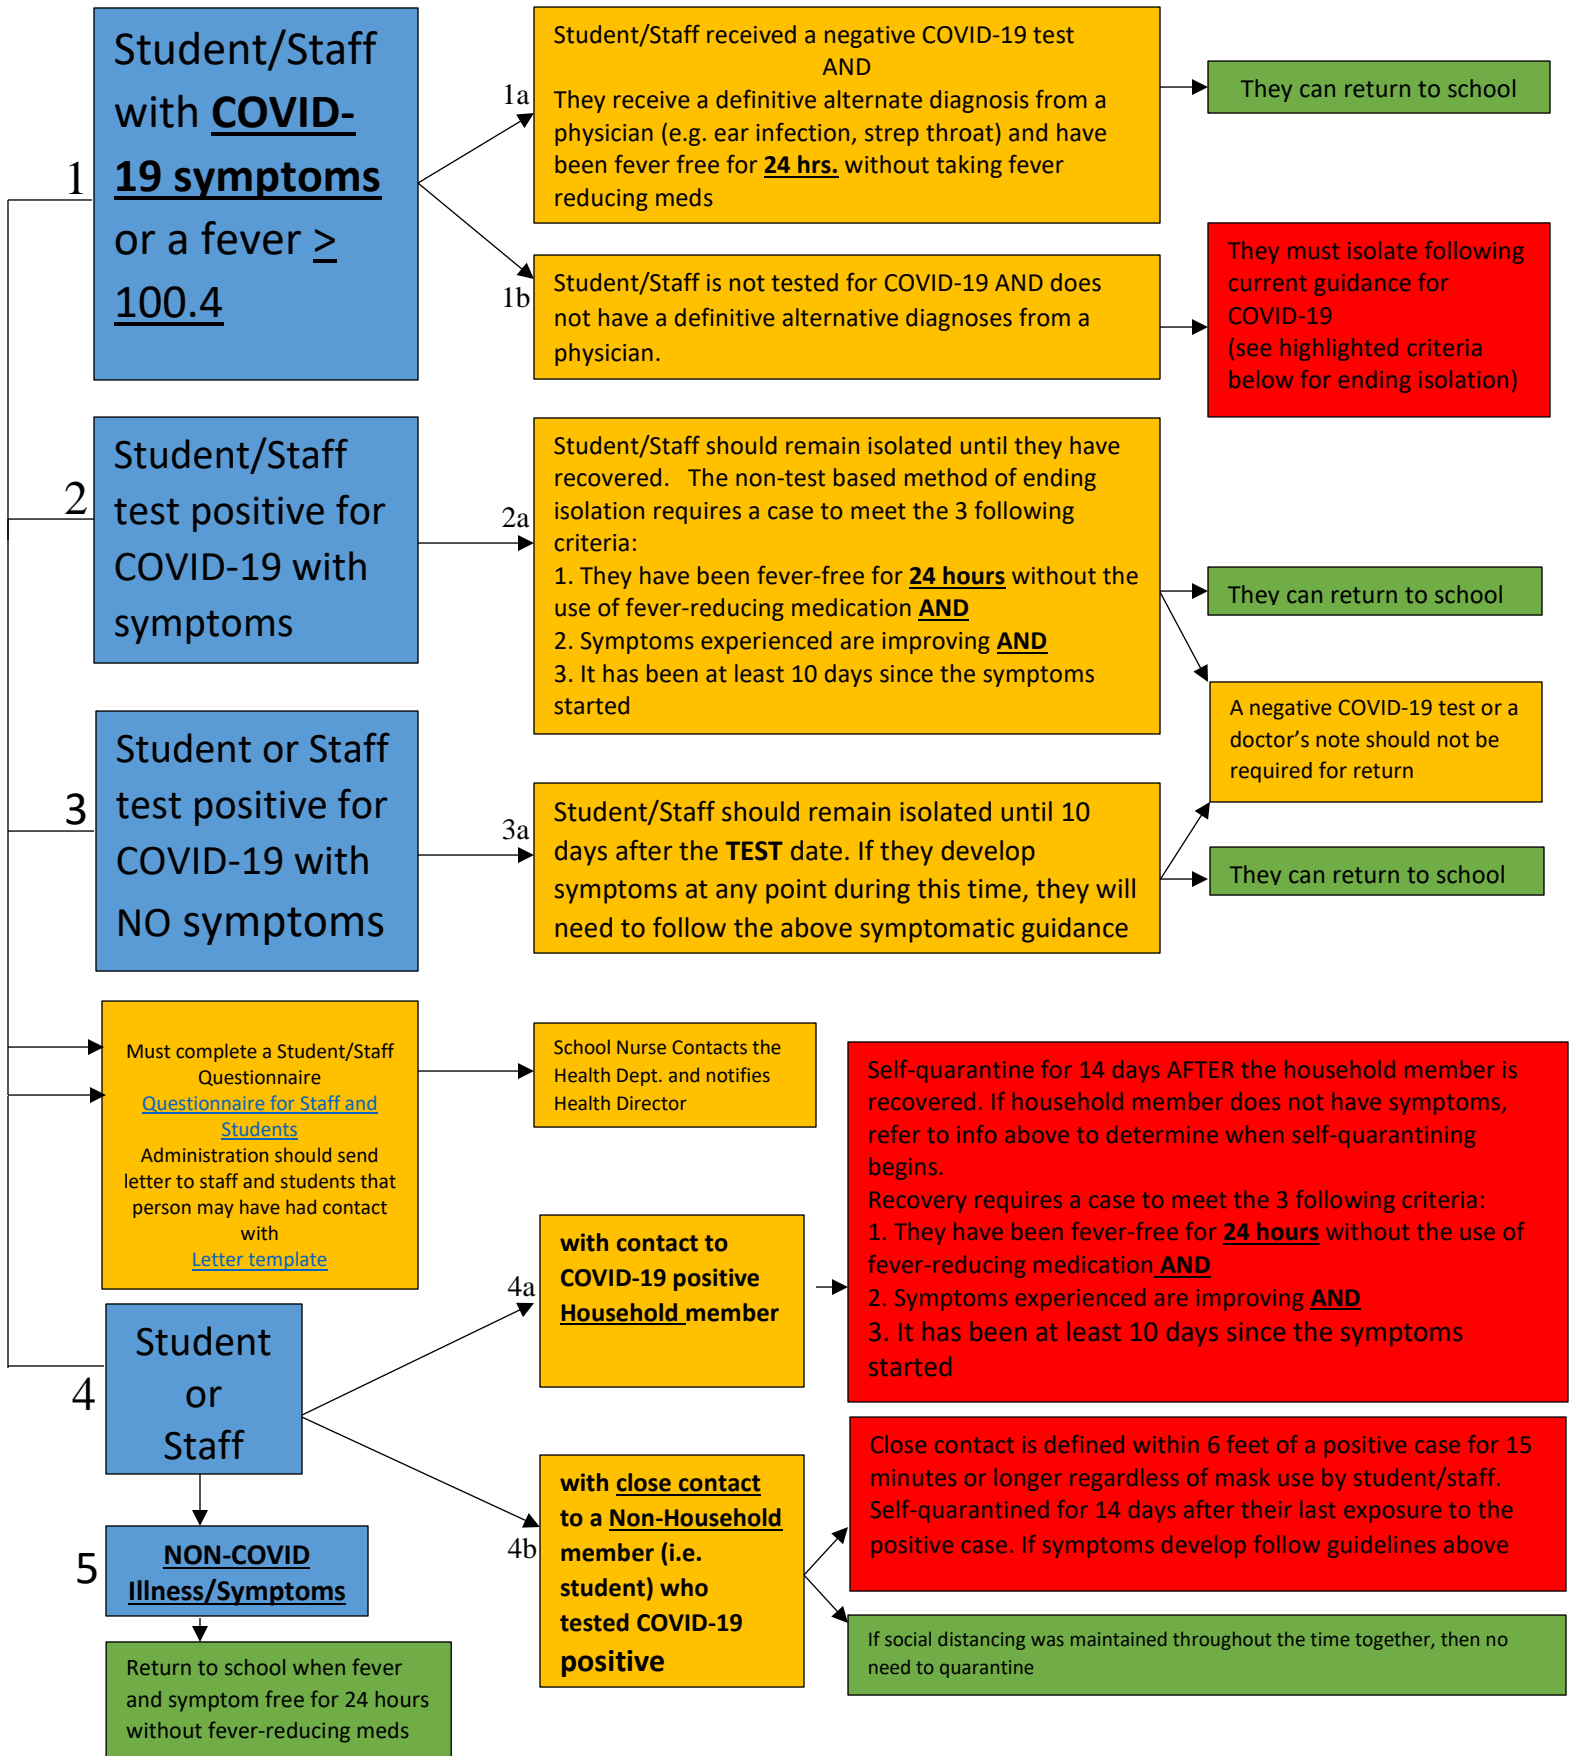 1
Student/Staff
with COVID-
19 symptoms
or a fever >
100.4
1a
Student/Staff received a negative COVID-19 test
AND
They receive a definitive alternate diagnosis from a
physician (e.g. ear infection, strep throat) and have
been fever free for 24 hrs. without taking fever
reducing meds
They can return to school
1b
Student/Staff is not tested for COVID-19 AND does
not have a definitive alternative diagnoses from a
physician.
They must isolate following
current guidance for
COVID-19
(see highlighted criteria
below for ending isolation)
2
Student/Staff
test positive for
COVID-19 with
symptoms
2a
Student/Staff should remain isolated until they have
recovered. The non-test based method of ending
isolation requires a case to meet the 3 following
criteria:
1. They have been fever-free for 24 hours without the
use of fever-reducing medication AND
2. Symptoms experienced are improving AND
3. It has been at least 10 days since the symptoms
started
They can return to school
A negative COVID-19 test or a
doctor's note should not be
required for return
3
Student or Staff
test positive for
COVID-19 with
NO symptoms
3a
Student/Staff should remain isolated until 10
days after the TEST date. If they develop
symptoms at any point during this time, they will
need to follow the above symptomatic guidance
They can return to school
Must complete a Student/Staff
Questionnaire
Questionnaire for Staff and
Students
Administration should send
letter to staff and students that
person may have had contact
with
Letter template
School Nurse Contacts the
Health Dept. and notifies
Health Director
4
Student
or
Staff
4a
with contact to
COVID-19 positive
Household member
Self-quarantine for 14 days AFTER the household member is
recovered. If household member does not have symptoms,
refer to info above to determine when self-quarantining
begins.
Recovery requires a case to meet the 3 following criteria:
1. They have been fever-free for 24 hours without the use of
fever-reducing medication AND
2. Symptoms experienced are improving AND
3. It has been at least 10 days since the symptoms
started
4b
with close contact
to a Non-Household
member (i.e.
student) who
tested COVID-19
positive
Close contact is defined within 6 feet of a positive case for 15
minutes or longer regardless of mask use by student/staff.
Self-quarantined for 14 days after their last exposure to the
positive case. If symptoms develop follow guidelines above
If social distancing was maintained throughout the time together, then no
need to quarantine
5
NON-COVID
Illness/Symptoms
Return to school when fever
and symptom free for 24 hours
without fever-reducing meds